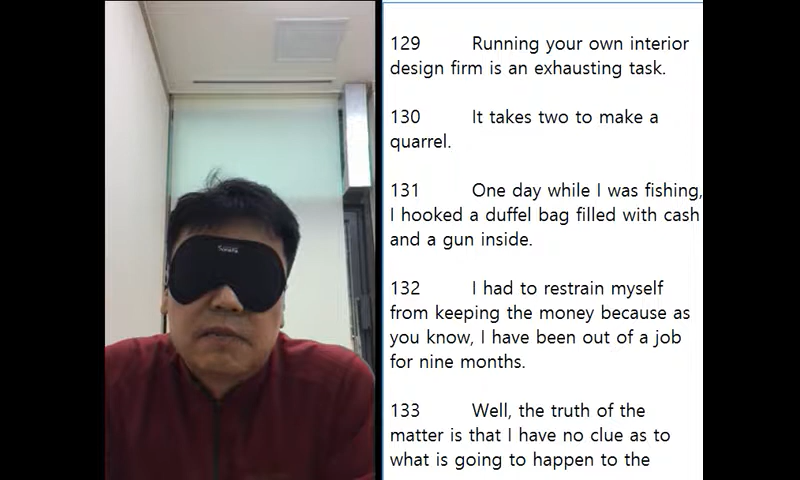 129 Running your own interior
design firm is an exhausting task.
130 It takes two to make a
quarrel.
131 One day while I was fishing,
I hooked a duffel bag filled with cash
and a gun inside.
132 I had to restrain myself
from keeping the money because as
you know, I have been out of a job
for nine months.
133 Well, the truth of the
matter is that I have no clue as to
what is going to happen to the